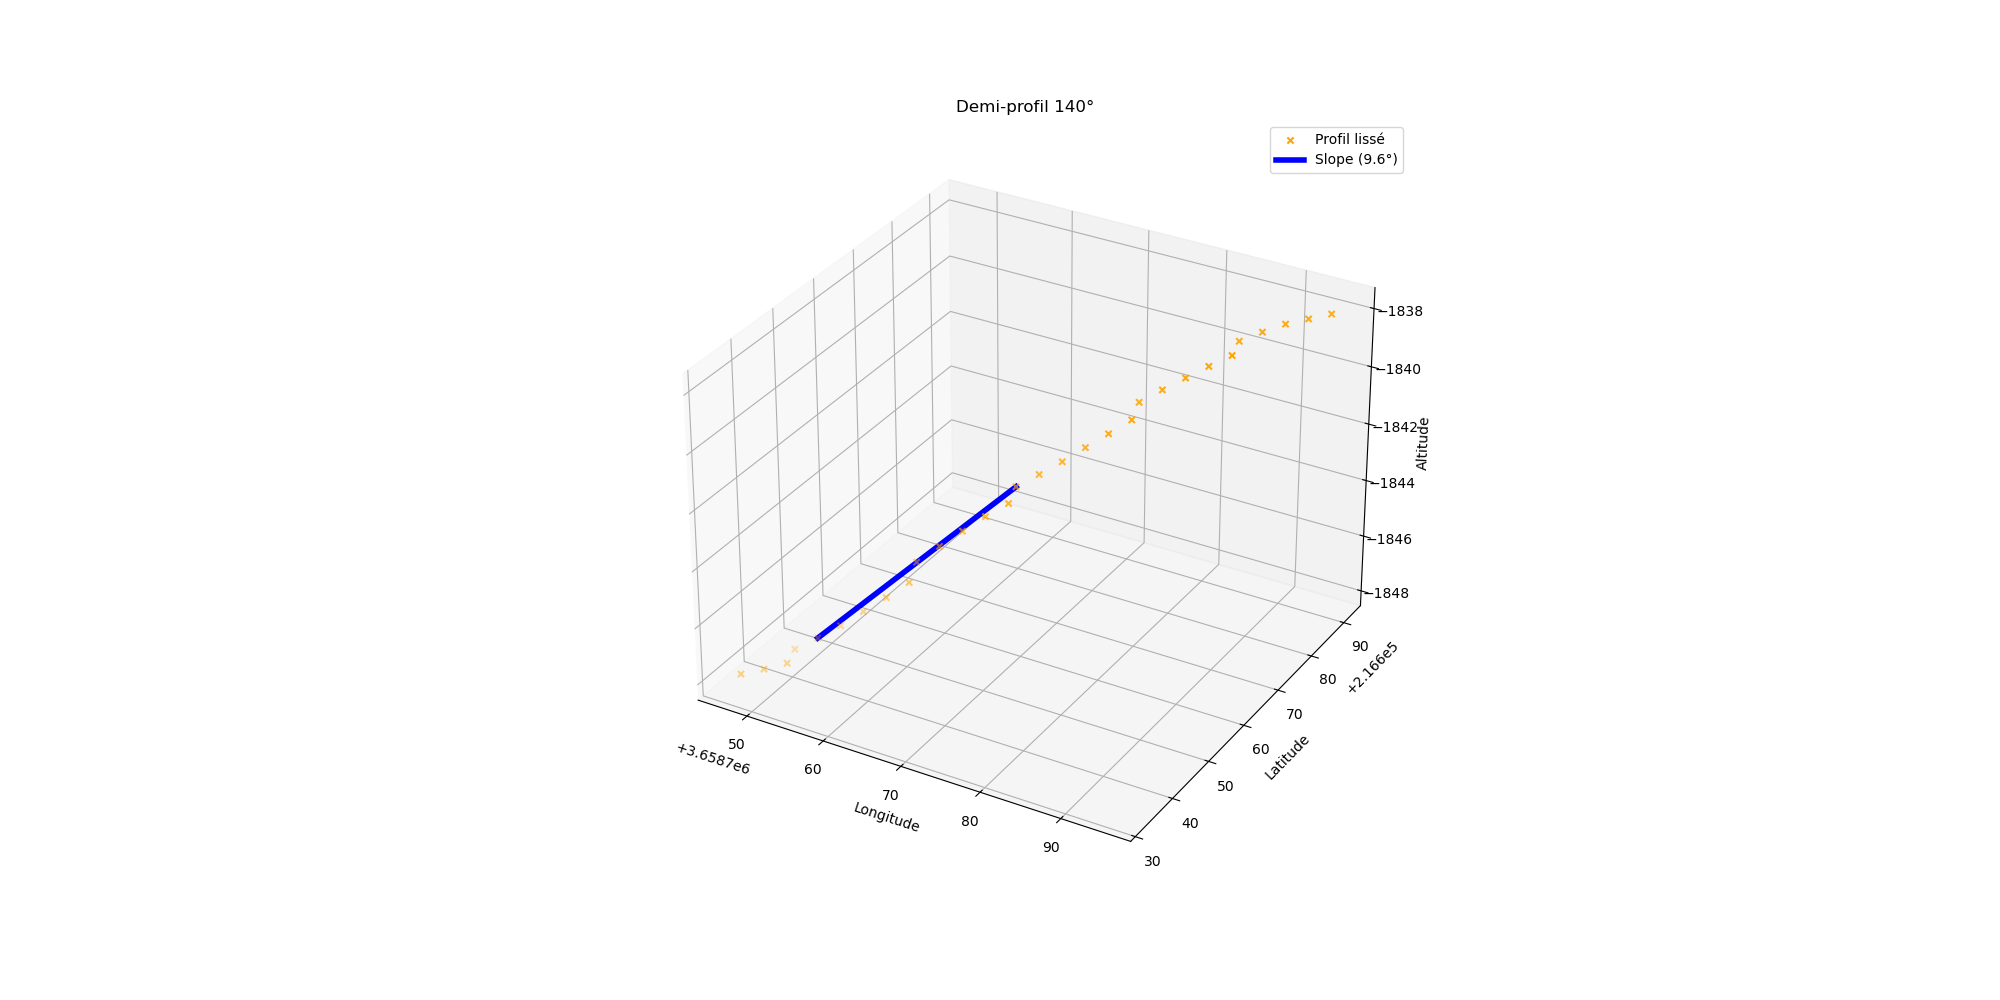 Demi-profil 140°
Profil lissé
Slope (9.6°)
−1838
−1840
−1842
−1844
−1846
−1848
Altitude
90
80
70
60
50
40
30
+2.166e5
Latitude
50
60
70
80
90
+3.6587e6
Longitude